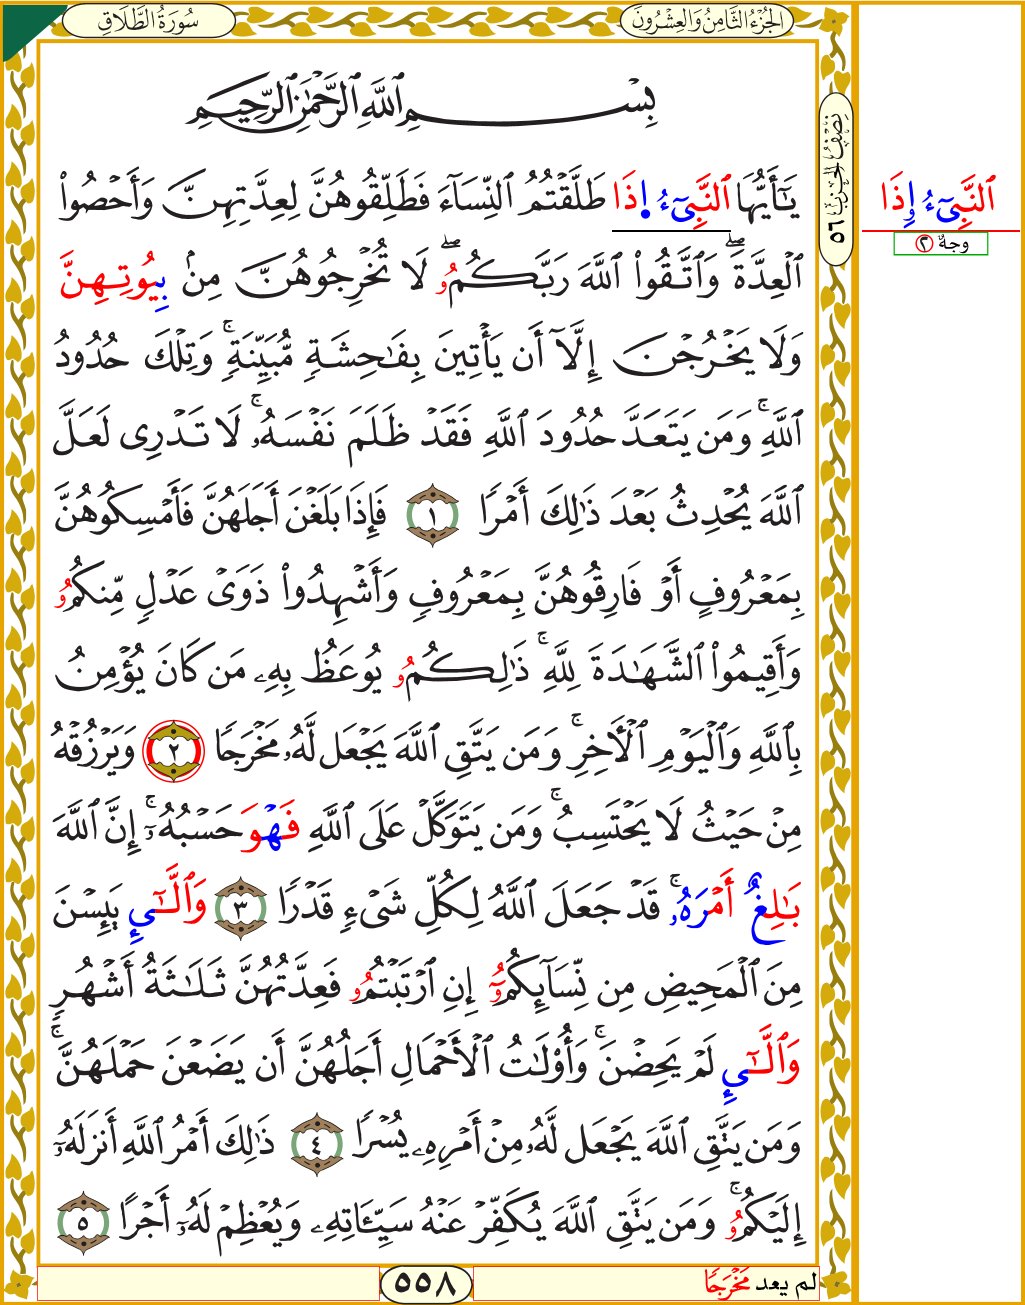 سُورَةُ الطَّلَاقِ
الجُزْءُ الثَّامِنُ وَالعِشْرُونَ
بِسْمِ ٱللَّهِ ٱلرَّحْمَٰنِ ٱلرَّحِيمِ
يَٰٓأَيُّهَا ٱلنَّبِىٓءُ إِذَا طَلَّقْتُمُ ٱلنِّسَآءَ فَطَلِّقُوهُنَّ لِعِدَّتِهِنَّ وَأَحْصُواْ
ٱلْعِدَّةَۖ وَٱتَّقُواْ ٱللَّهَ رَبَّكُمُۥۖ لَا تُخْرِجُوهُنَّ مِنۢ بِيُوتِهِنَّ
وَلَا يَخْرُجْنَ إِلَّآ أَن يَأْتِينَ بِفَٰحِشَةٍ مُّبَيَّنَةٍۚ وَتِلْكَ حُدُودُ
ٱللَّهِۚ وَمَن يَتَعَدَّ حُدُودَ ٱللَّهِ فَقَدْ ظَلَمَ نَفْسَهُۥۚ لَا تَدْرِى لَعَلَّ
ٱللَّهَ يُحْدِثُ بَعْدَ ذَٰلِكَ أَمْرًا ١ فَإِذَا بَلَغْنَ أَجَلَهُنَّ فَأَمْسِكُوهُنَّ
بِمَعْرُوفٍ أَوْ فَارِقُوهُنَّ بِمَعْرُوفٍ وَأَشْهِدُواْ ذَوَىْ عَدْلٍ مِّنكُمُۥ
وَأَقِيمُواْ ٱلشَّهَٰدَةَ لِلَّهِۚ ذَٰلِكُمُۥ يُوعَظُ بِهِۦ مَن كَانَ يُؤْمِنُ
بِٱللَّهِ وَٱلْيَوْمِ ٱلْأٓخِرِۚ وَمَن يَتَّقِ ٱللَّهَ يَجْعَل لَّهُۥ مَخْرَجًا ٢ وَيَرْزُقْهُ
مِنْ حَيْثُ لَا يَحْتَسِبُۚ وَمَن يَتَوَكَّلْ عَلَى ٱللَّهِ فَهْوَ حَسْبُهُۥٓۚ إِنَّ ٱللَّهَ
بَٰلِغٌ أَمْرَهُۥۚ قَدْ جَعَلَ ٱللَّهُ لِكُلِّ شَىْءٍ قَدْرًا ٣ وَٱلَّٰٓىِٕ يَئِسْنَ
مِنَ ٱلْمَحِيضِ مِن نِّسَآئِكُمُۥٓ إِنِ ٱرْتَبْتُمُۥ فَعِدَّتُهُنَّ ثَلَٰثَةُ أَشْهُرٍ
وَٱلَّٰٓىِٕ لَمْ يَحِضْنَۚ وَأُوْلَٰتُ ٱلْأَحْمَالِ أَجَلُهُنَّ أَن يَضَعْنَ حَمْلَهُنَّۚ
وَمَن يَتَّقِ ٱللَّهَ يَجْعَل لَّهُۥ مِنْ أَمْرِهِۦ يُسْرًا ٤ ذَٰلِكَ أَمْرُ ٱللَّهِ أَنزَلَهُۥٓ
إِلَيْكُمُۥۚ وَمَن يَتَّقِ ٱللَّهَ يُكَفِّرْ عَنْهُ سَيِّـَٔاتِهِۦ وَيُعْظِمْ لَهُۥٓ أَجْرًا ٥
نِصْفُ الحِزْبِ ٥٦
ٱلنَّبِىٓءُ وِإِذَا
وجهٌ ٢
لم يعد مَخْرَجًا
٥٥٨